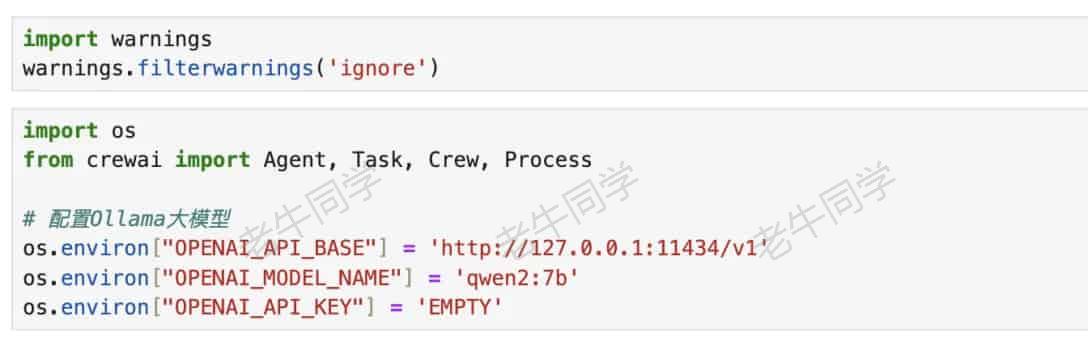 import warnings
warnings.filterwarnings('ignore')
import os
from crewai import Agent, Task, Crew, Process
# 配置Ollama大模型
os.environ["OPENAI_API_BASE"] = 'http://127.0.0.1:11434/v1'
os.environ["OPENAI_MODEL_NAME"] = 'qwen2:7b'
os.environ["OPENAI_API_KEY"] = 'EMPTY'
老牛同学
老牛同学
老牛同学